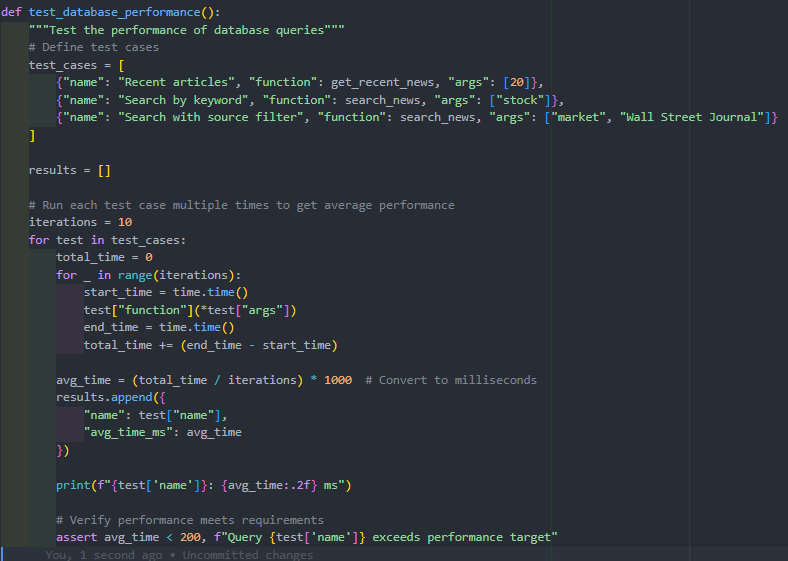 def test_database_performance():
    """Test the performance of database queries"""
    # Define test cases
    test_cases = [
        {"name": "Recent articles", "function": get_recent_news, "args": [20]},
        {"name": "Search by keyword", "function": search_news, "args": ["stock"]},
        {"name": "Search with source filter", "function": search_news, "args": ["market", "Wall Street Journal"]}
    ]

    results = []

    # Run each test case multiple times to get average performance
    iterations = 10
    for test in test_cases:
        total_time = 0
        for _ in range(iterations):
            start_time = time.time()
            test["function"](*test["args"])
            end_time = time.time()
            total_time += (end_time - start_time)

        avg_time = (total_time / iterations) * 1000  # Convert to milliseconds
        results.append({
            "name": test["name"],
            "avg_time_ms": avg_time
        })

        print(f"{test['name']}: {avg_time:.2f} ms")

        # Verify performance meets requirements
        assert avg_time < 200, f"Query {test['name']} exceeds performance target"
You, 1 second ago • Uncommitted changes